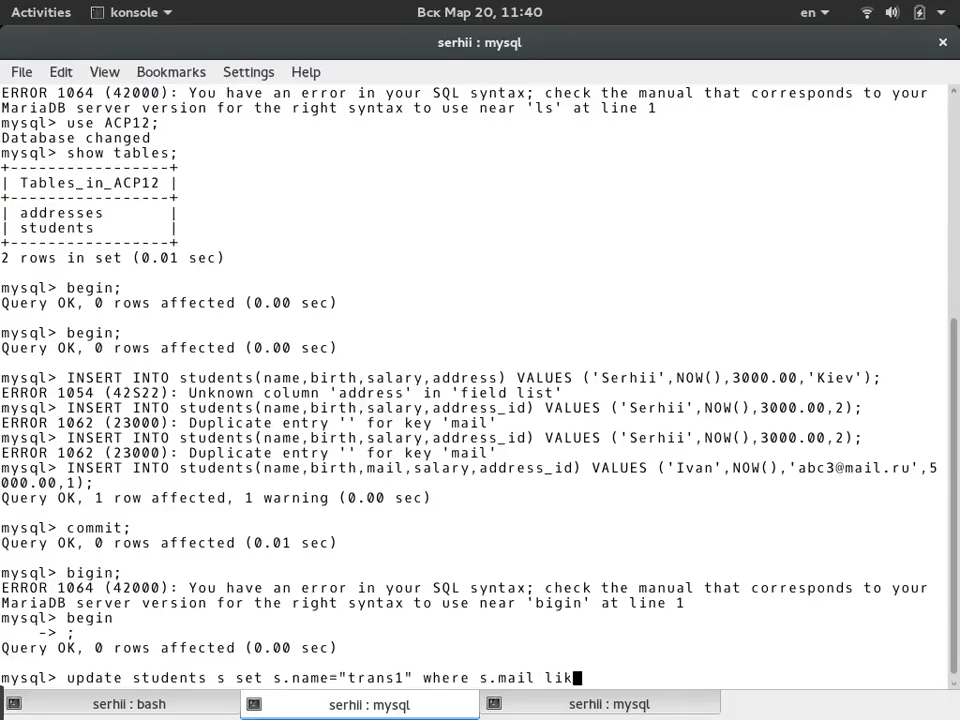 Activities konsole Вск Мар 20, 11:40 en
serhii : mysql ×
File Edit View Bookmarks Settings Help
ERROR 1064 (42000): You have an error in your SQL syntax; check the manual that corresponds to your
MariaDB server version for the right syntax to use near 'ls' at line 1
mysql> use ACP12;
Database changed
mysql> show tables;
+-----------------+
| Tables_in_ACP12 |
+-----------------+
| addresses       |
| students        |
+-----------------+
2 rows in set (0.01 sec)
mysql> begin;
Query OK, 0 rows affected (0.00 sec)
mysql> begin;
Query OK, 0 rows affected (0.00 sec)
mysql> INSERT INTO students(name,birth,salary,address) VALUES ('Serhii',NOW(),3000.00,'Kiev');
ERROR 1054 (42S22): Unknown column 'address' in 'field list'
mysql> INSERT INTO students(name,birth,salary,address_id) VALUES ('Serhii',NOW(),3000.00,2);
ERROR 1062 (23000): Duplicate entry '' for key 'mail'
mysql> INSERT INTO students(name,birth,salary,address_id) VALUES ('Serhii',NOW(),3000.00,2);
ERROR 1062 (23000): Duplicate entry '' for key 'mail'
mysql> INSERT INTO students(name,birth,mail,salary,address_id) VALUES ('Ivan',NOW(),'abc3@mail.ru',5
000.00,1);
Query OK, 1 row affected, 1 warning (0.00 sec)
mysql> commit;
Query OK, 0 rows affected (0.01 sec)
mysql> bigin;
ERROR 1064 (42000): You have an error in your SQL syntax; check the manual that corresponds to your
MariaDB server version for the right syntax to use near 'bigin' at line 1
mysql> begin
    -> ;
Query OK, 0 rows affected (0.00 sec)
mysql> update students s set s.name="trans1" where s.mail lik
serhii : bash serhii : mysql serhii : mysql